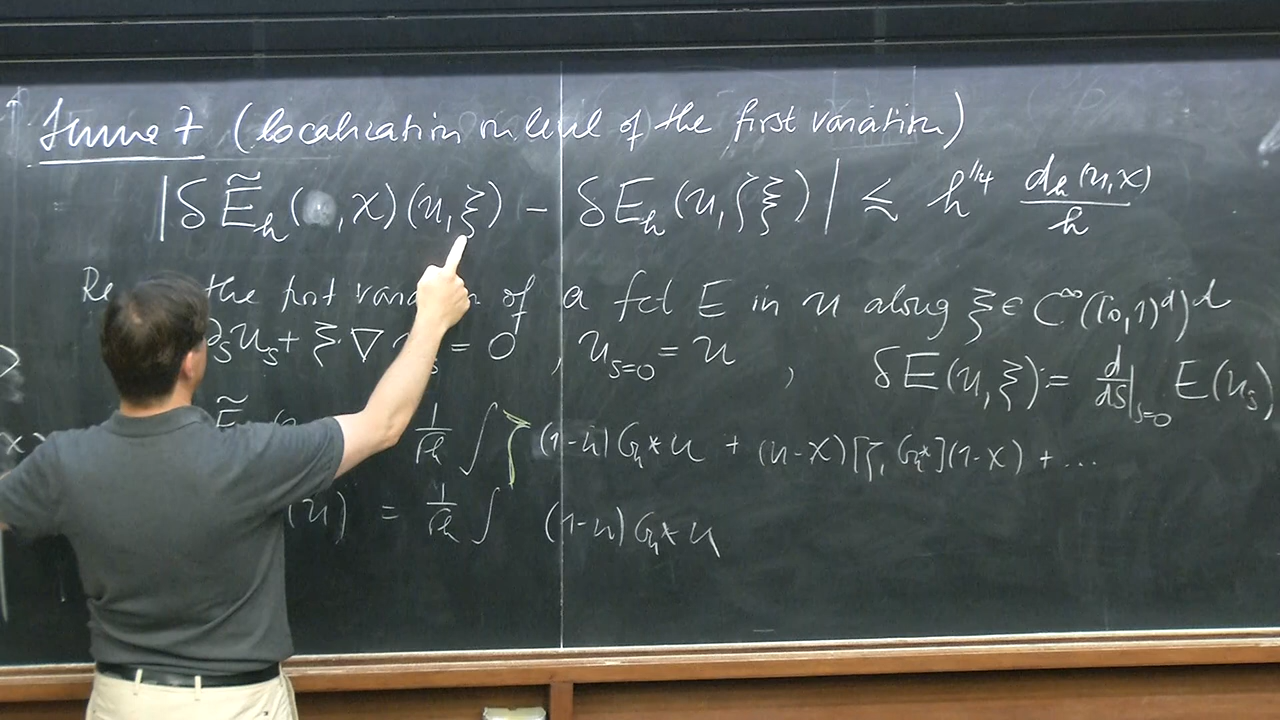 Lemma 7 (localization on level of the first variation)
|δẼ_h( ,χ)(u,ξ) − δE_h(u,ζξ)| ≲ h^{1/4} d_h(u,χ)/h
Re the first variation of a fct E in u along ξ ∈ C^∞([0,1)^d)^d
∂_s u_s + ξ·∇ _s = 0 , u_{s=0} = u , δE(u,ξ) := d/ds|_{s=0} E(u_s)
Ẽ 1/√h ∫ ζ (1-u) G_h * u + (u-χ)[ζ, G_h*](1-χ) + ...
(u) = 1/√h ∫ (1-u) G_h * u